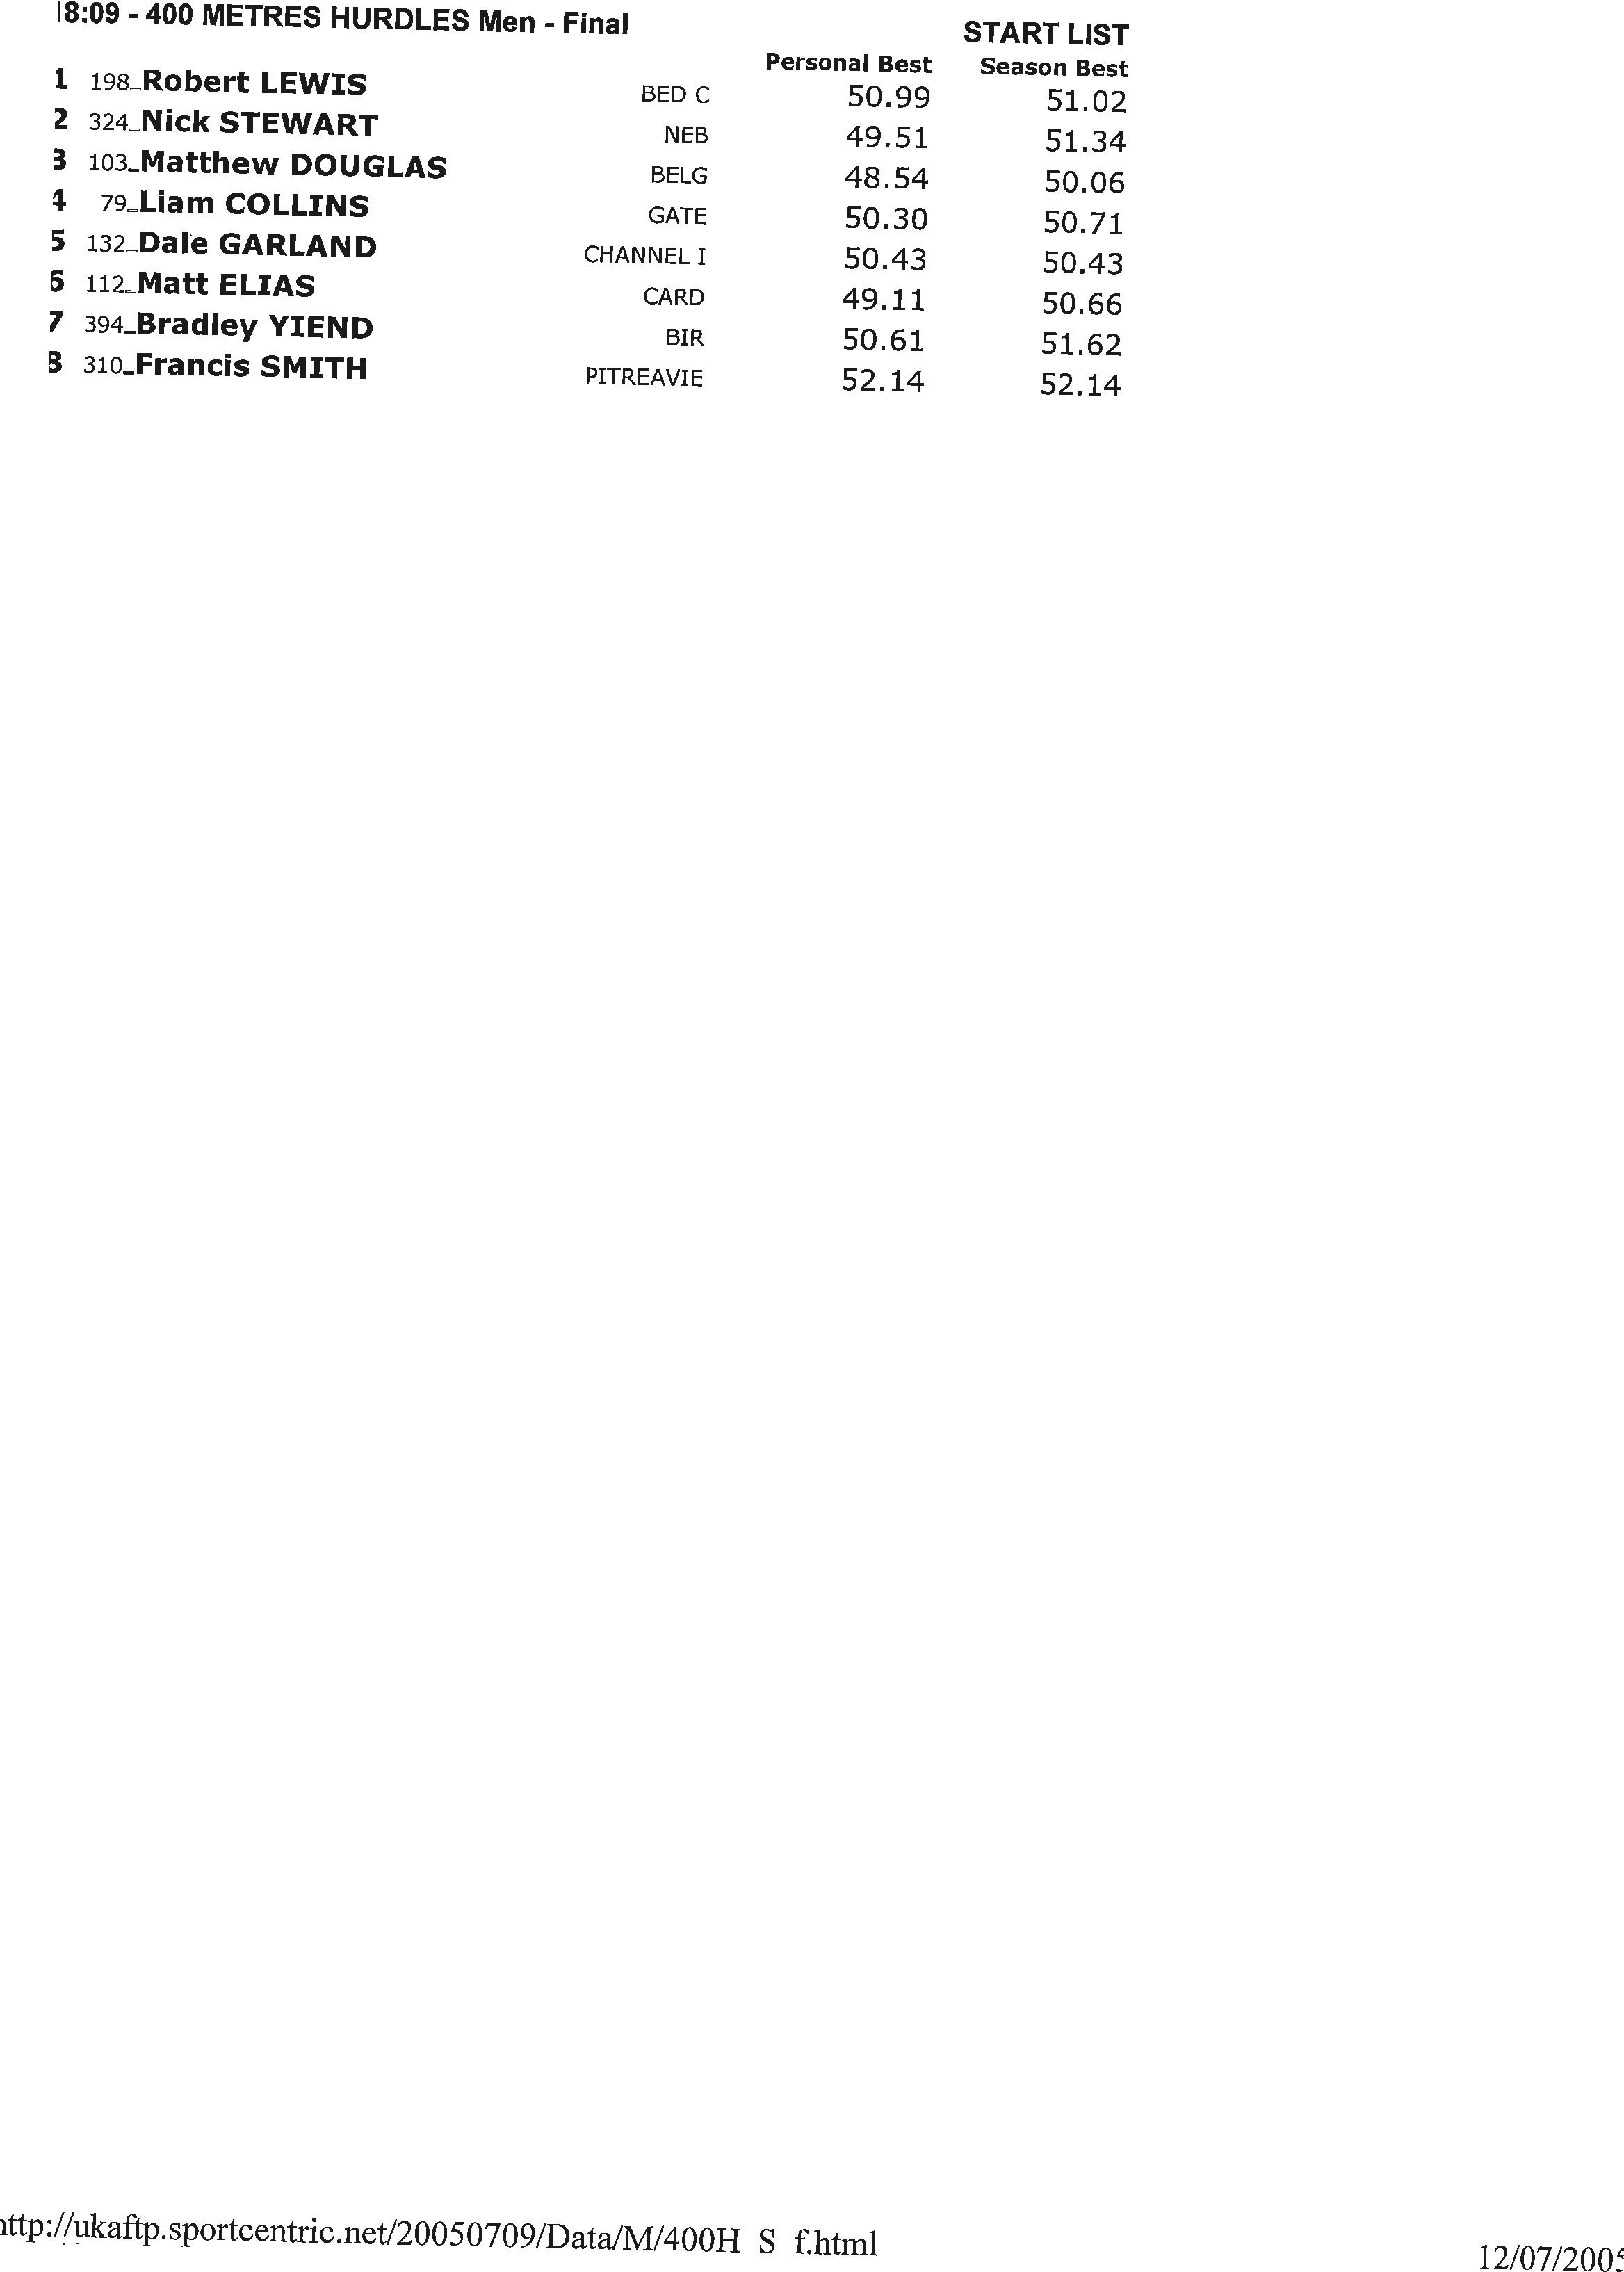 18:09 - 400 METRES HURDLES Men - Final START LIST
Personal Best Season Best
1 198 Robert LEWIS BED C 50.99 51.02
2 324 Nick STEWART NEB 49.51 51.34
3 103 Matthew DOUGLAS BELG 48.54 50.06
4 79 Liam COLLINS GATE 50.30 50.71
5 132 Dale GARLAND CHANNEL I 50.43 50.43
6 112 Matt ELIAS CARD 49.11 50.66
7 394 Bradley YIEND BIR 50.61 51.62
8 310 Francis SMITH PITREAVIE 52.14 52.14
http://ukaftp.sportcentric.net/20050709/Data/M/400H S f.html 12/07/2005